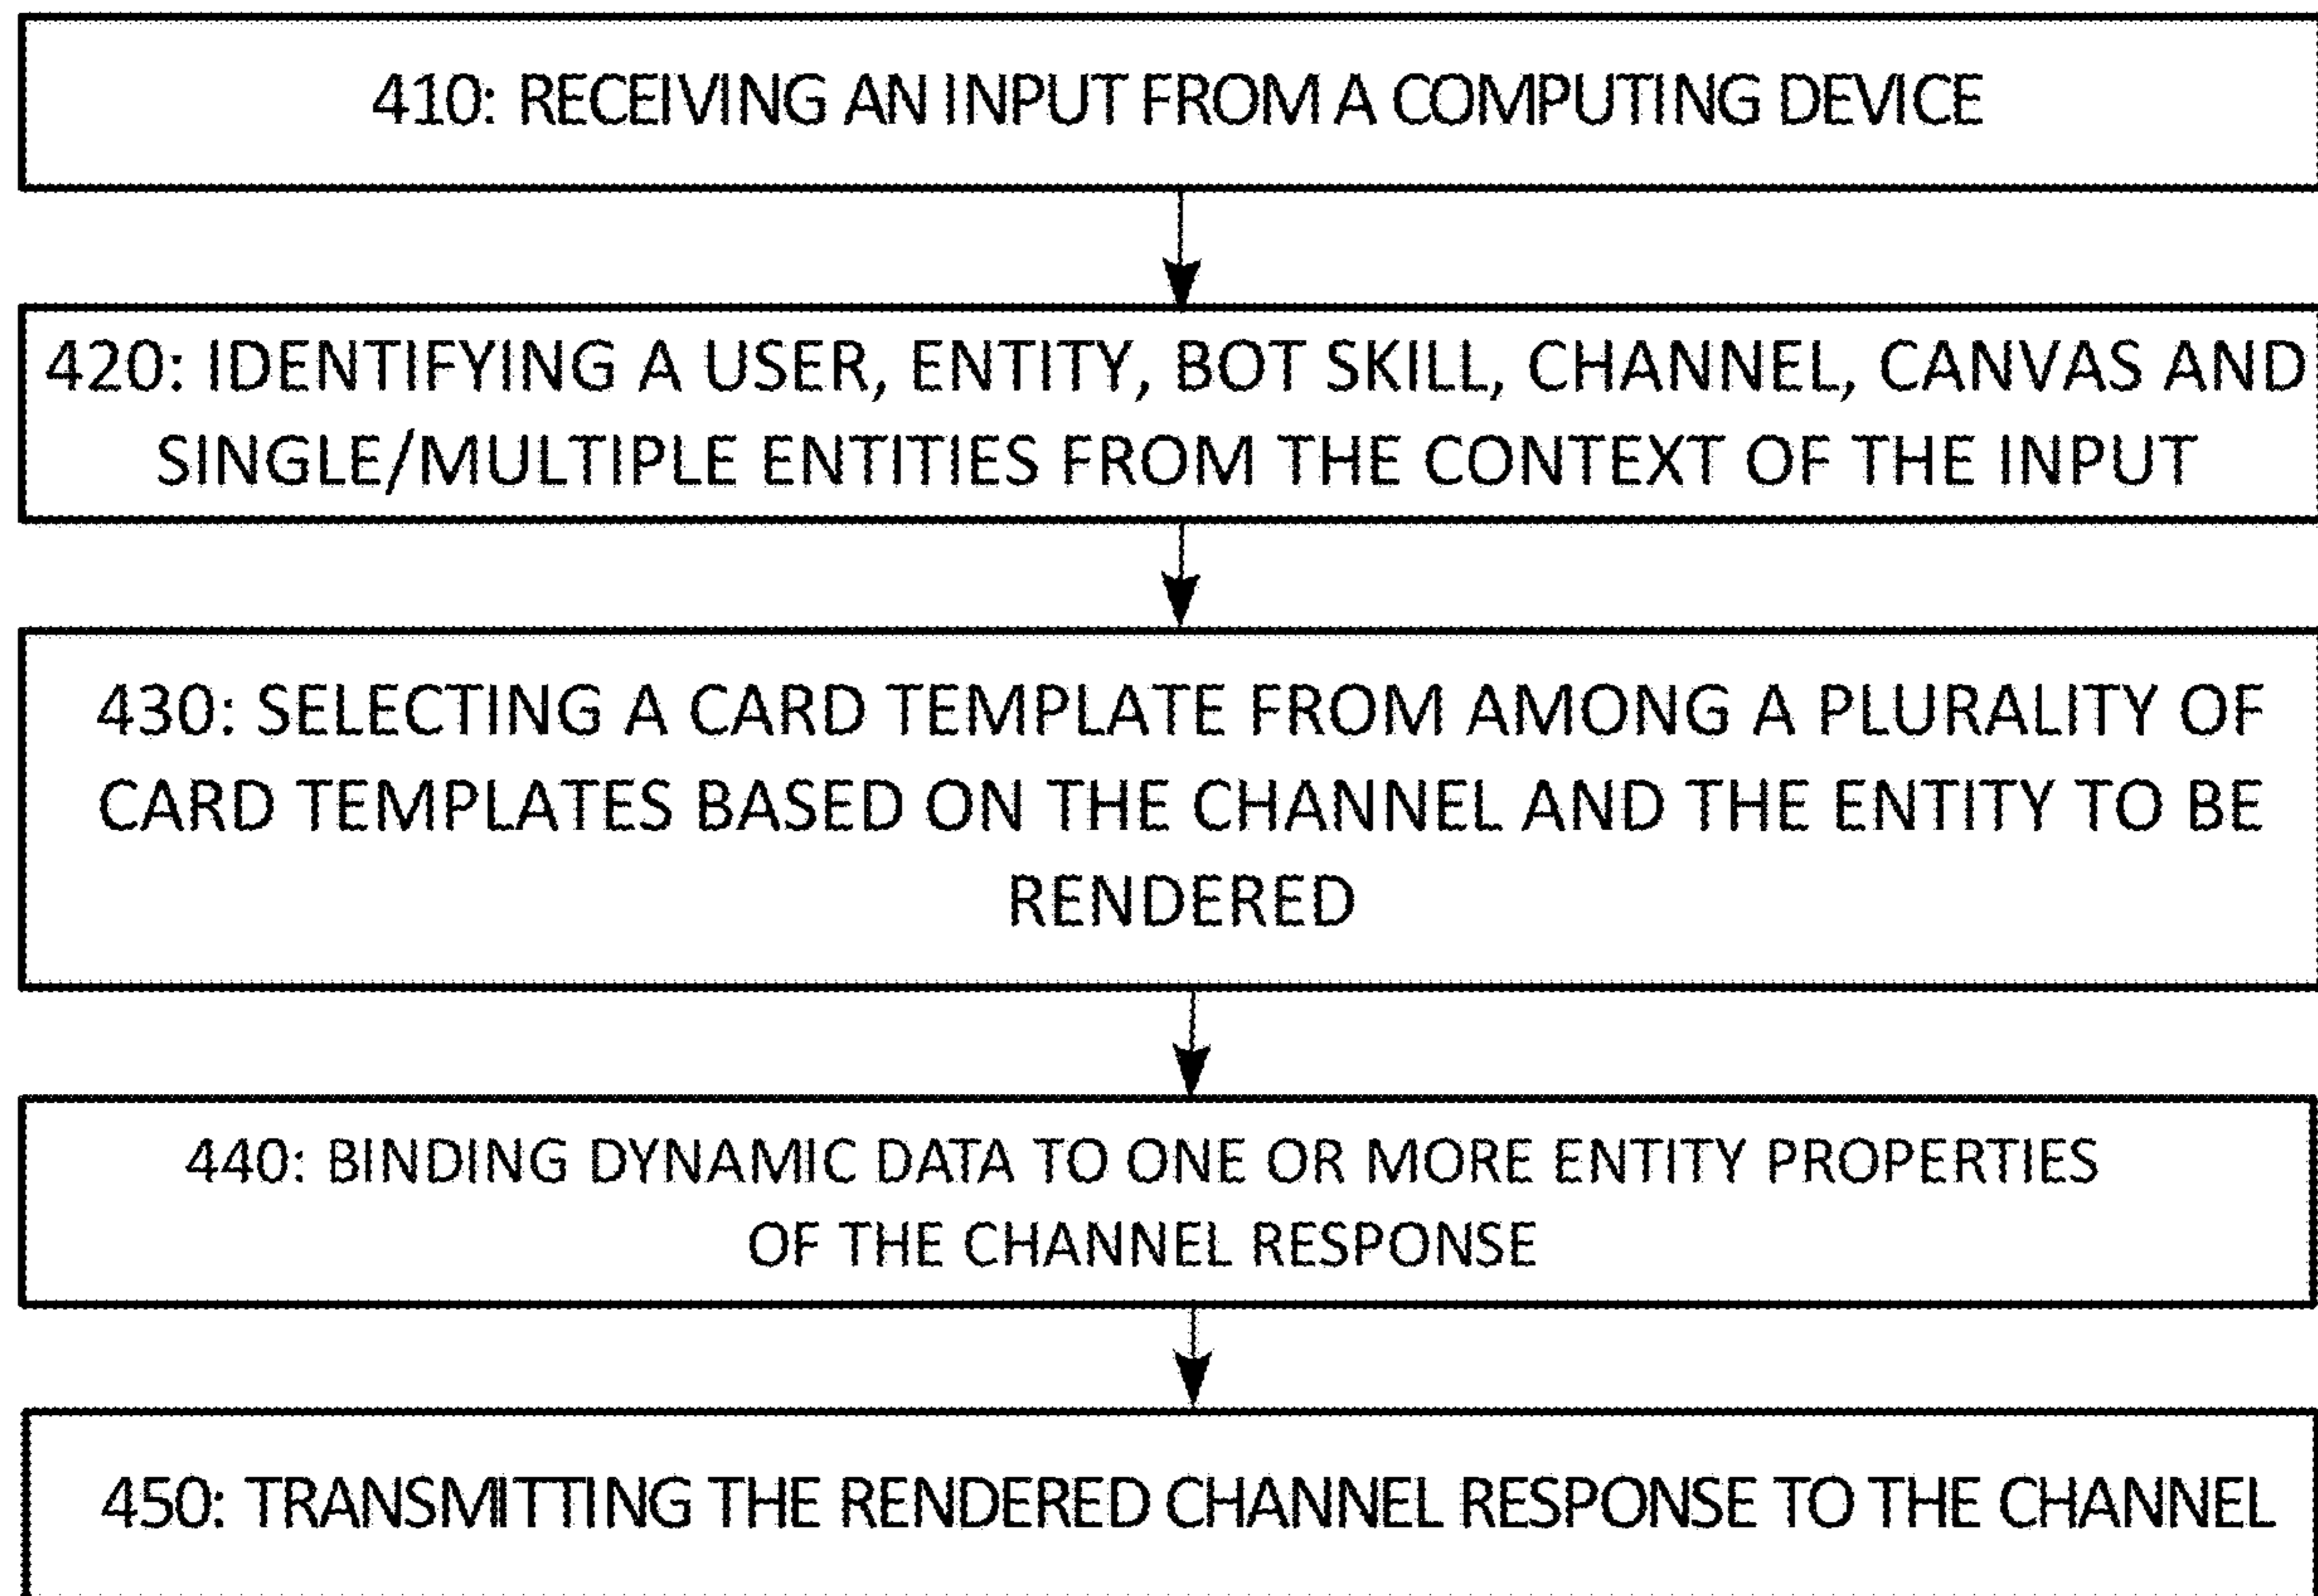 410: RECEIVING AN INPUT FROM A COMPUTING DEVICE
420: IDENTIFYING A USER, ENTITY, BOT SKILL, CHANNEL, CANVAS AND
SINGLE/MULTIPLE ENTITIES FROM THE CONTEXT OF THE INPUT
430: SELECTING A CARD TEMPLATE FROM AMONG A PLURALITY OF
CARD TEMPLATES BASED ON THE CHANNEL AND THE ENTITY TO BE
RENDERED
440: BINDING DYNAMIC DATA TO ONE OR MORE ENTITY PROPERTIES
OF THE CHANNEL RESPONSE
450: TRANSMITTING THE RENDERED CHANNEL RESPONSE TO THE CHANNEL